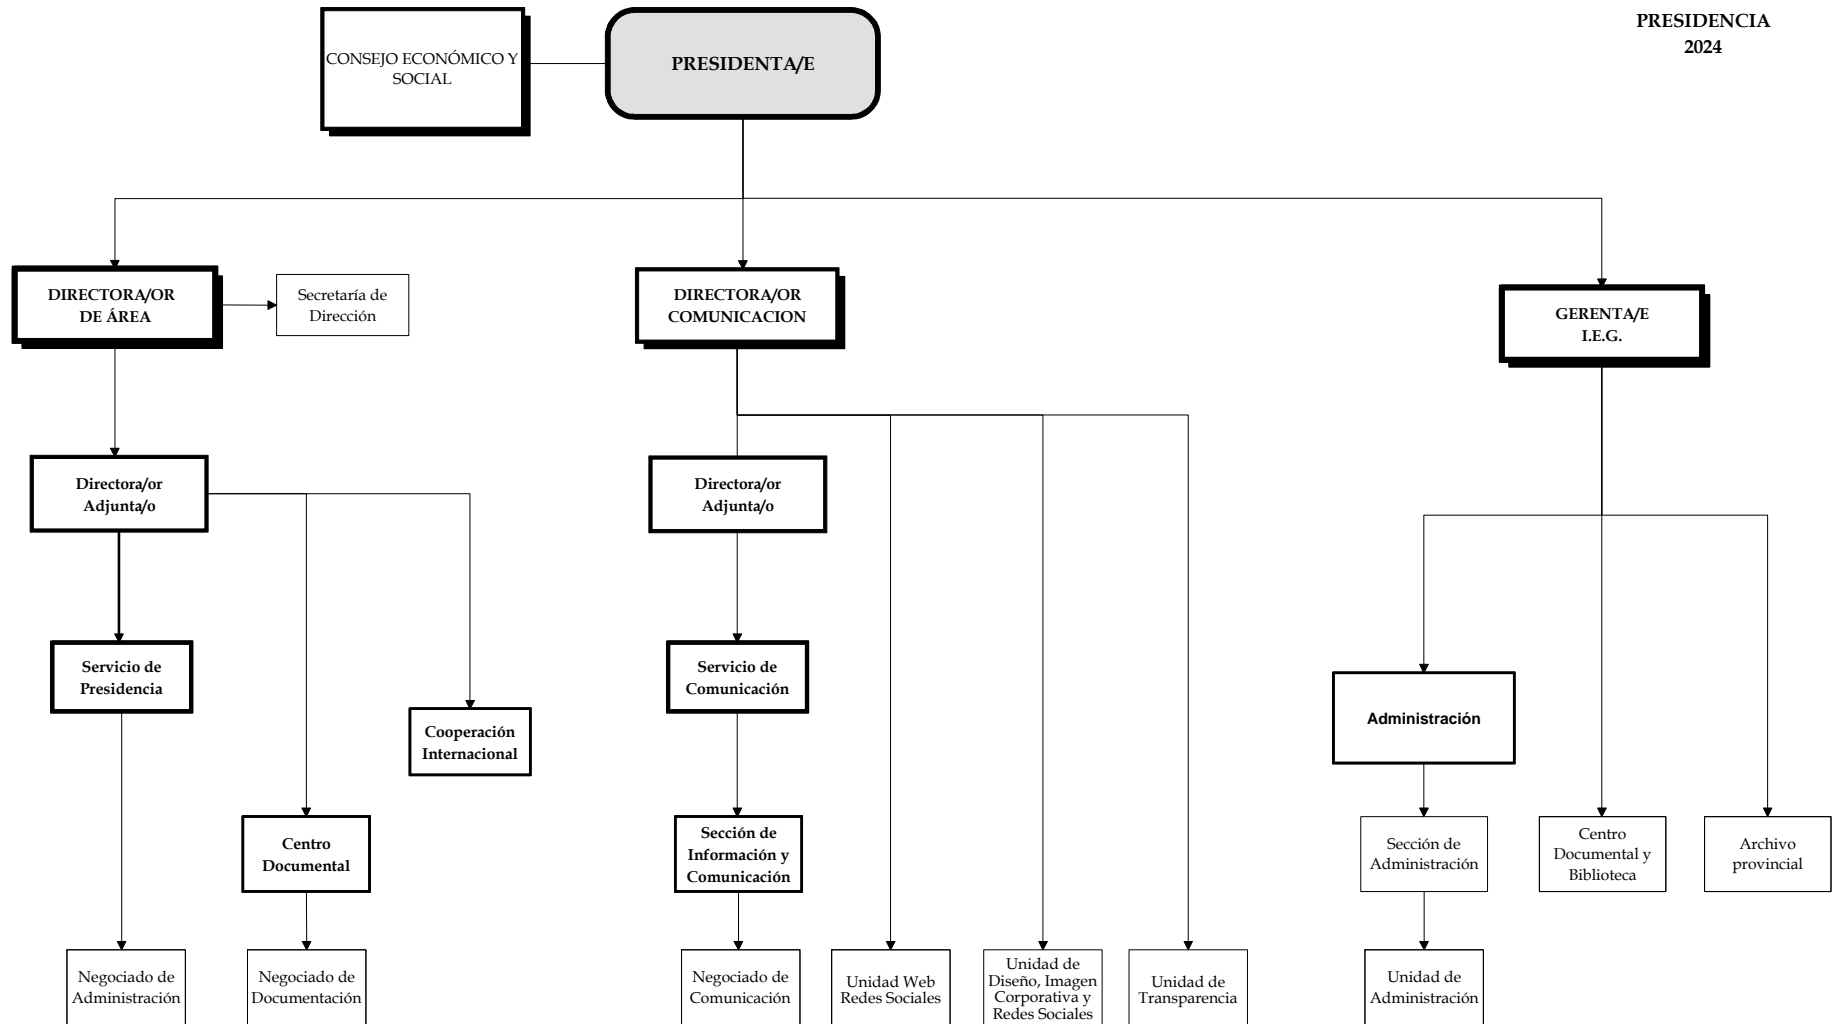 PRESIDENCIA
2024
CONSEJO ECONÓMICO Y
SOCIAL
PRESIDENTA/E
DIRECTORA/OR
DE ÁREA
Secretaría de
Dirección
DIRECTORA/OR
COMUNICACION
GERENTA/E
I.E.G.
Directora/or
Adjunta/o
Directora/or
Adjunta/o
Servicio de
Presidencia
Servicio de
Comunicación
Administración
Cooperación
Internacional
Centro
Documental
Sección de
Información y
Comunicación
Sección de
Administración
Centro
Documental y
Biblioteca
Archivo
provincial
Negociado de
Administración
Negociado de
Documentación
Negociado de
Comunicación
Unidad Web
Redes Sociales
Unidad de
Diseño, Imagen
Corporativa y
Redes Sociales
Unidad de
Transparencia
Unidad de
Administración